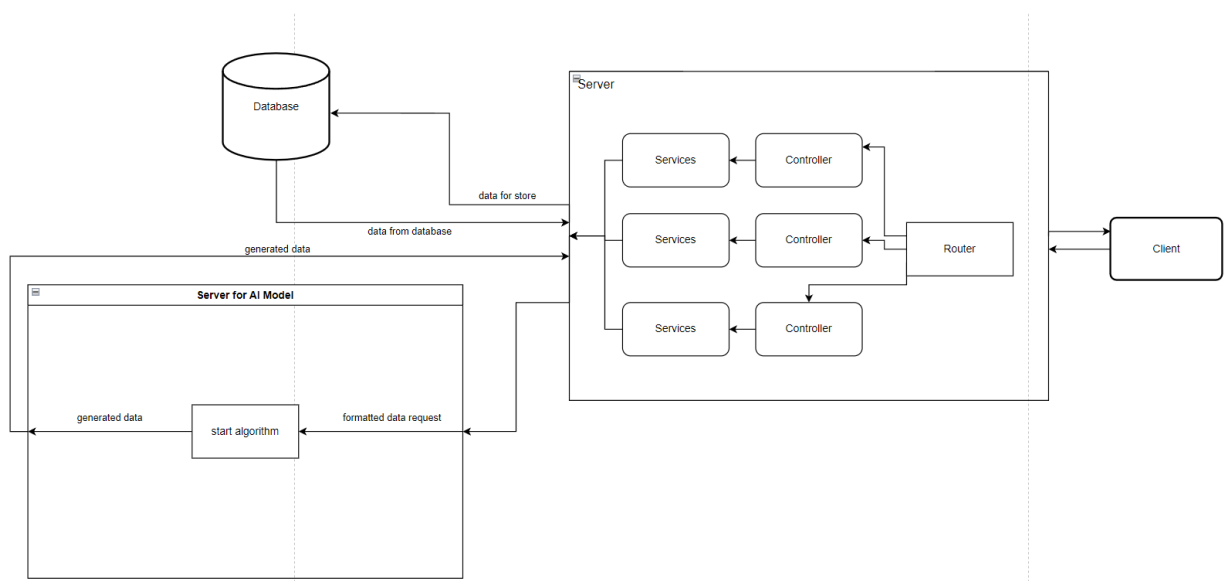 Server
Database
Services
Controller
data for store
data from database
Services
Controller
Router
Client
generated data
Server for AI Model
Services
Controller
generated data
start algorithm
formatted data request